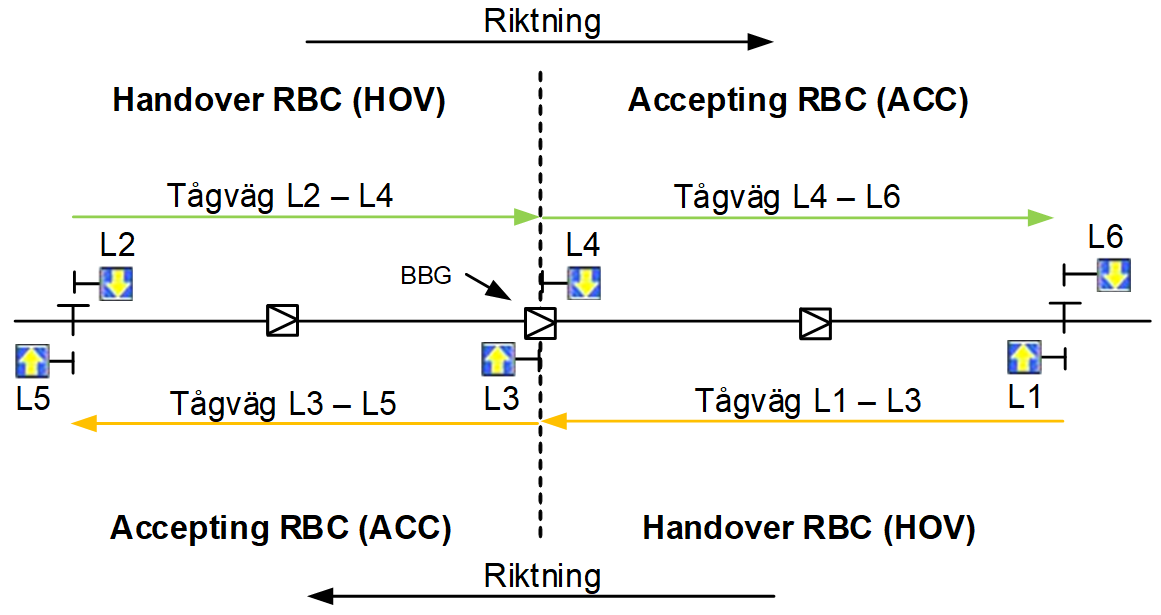 Riktning
Handover RBC (HOV)
Accepting RBC (ACC)
Tågväg L2 – L4
Tågväg L4 – L6
L2
BBG
L4
L6
L5
L3
L1
Tågväg L3 – L5
Tågväg L1 – L3
Accepting RBC (ACC)
Handover RBC (HOV)
Riktning